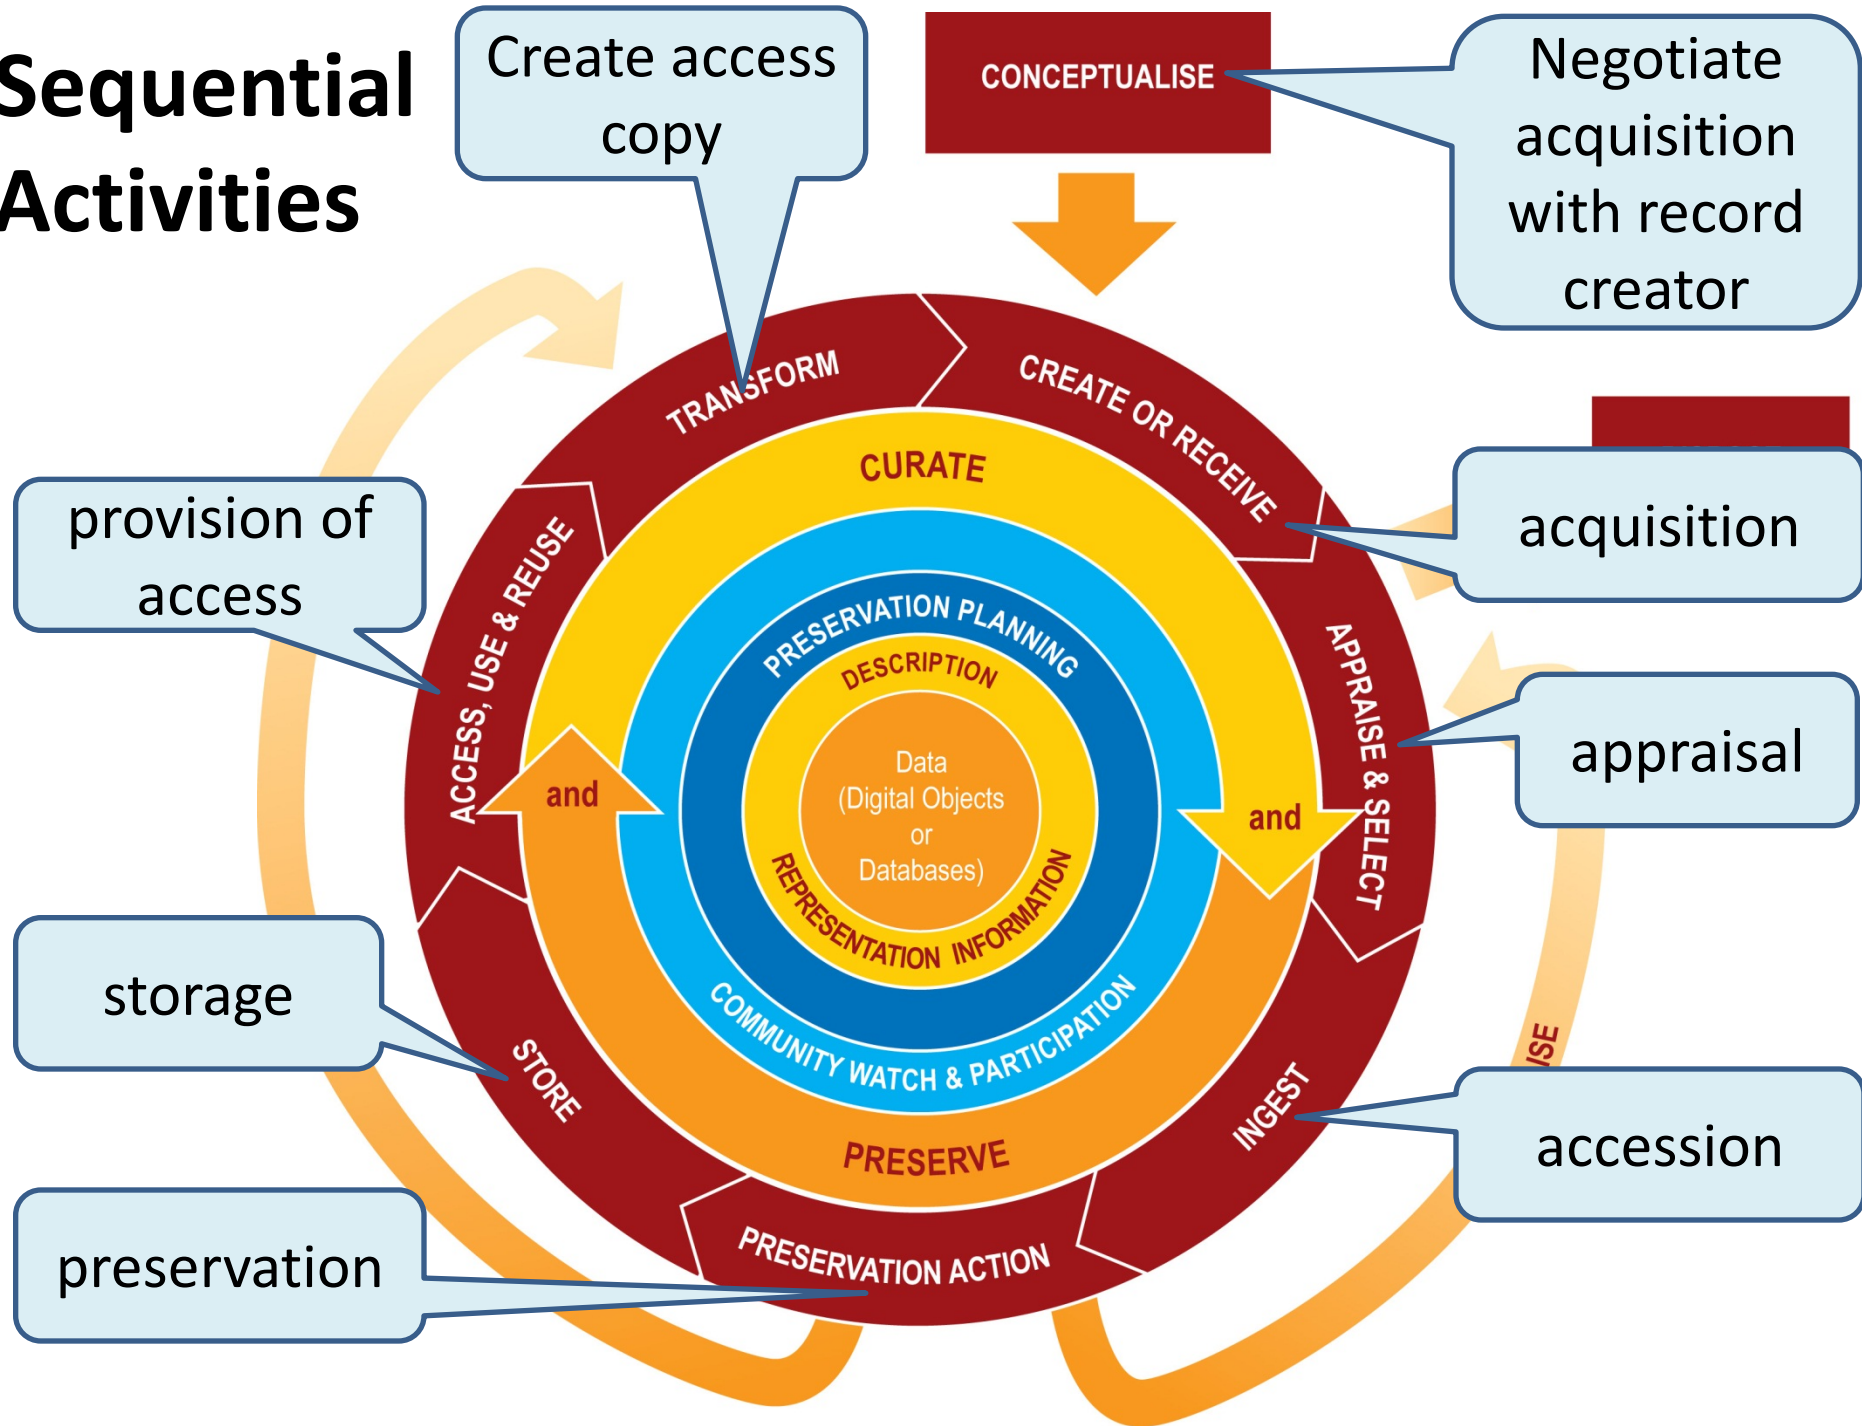 Sequential
Activities
Create access
copy
CONCEPTUALISE
Negotiate
acquisition
with record
creator
TRANSFORM
CREATE OR RECEIVE
CURATE
acquisition
provision of
access
ACCESS, USE & REUSE
PRESERVATION PLANNING
DESCRIPTION
APPRAISE & SELECT
appraisal
Data
(Digital Objects
or
Databases)
and
and
REPRESENTATION INFORMATION
COMMUNITY WATCH & PARTICIPATION
storage
STORE
ISE
INGEST
accession
PRESERVE
PRESERVATION ACTION
preservation